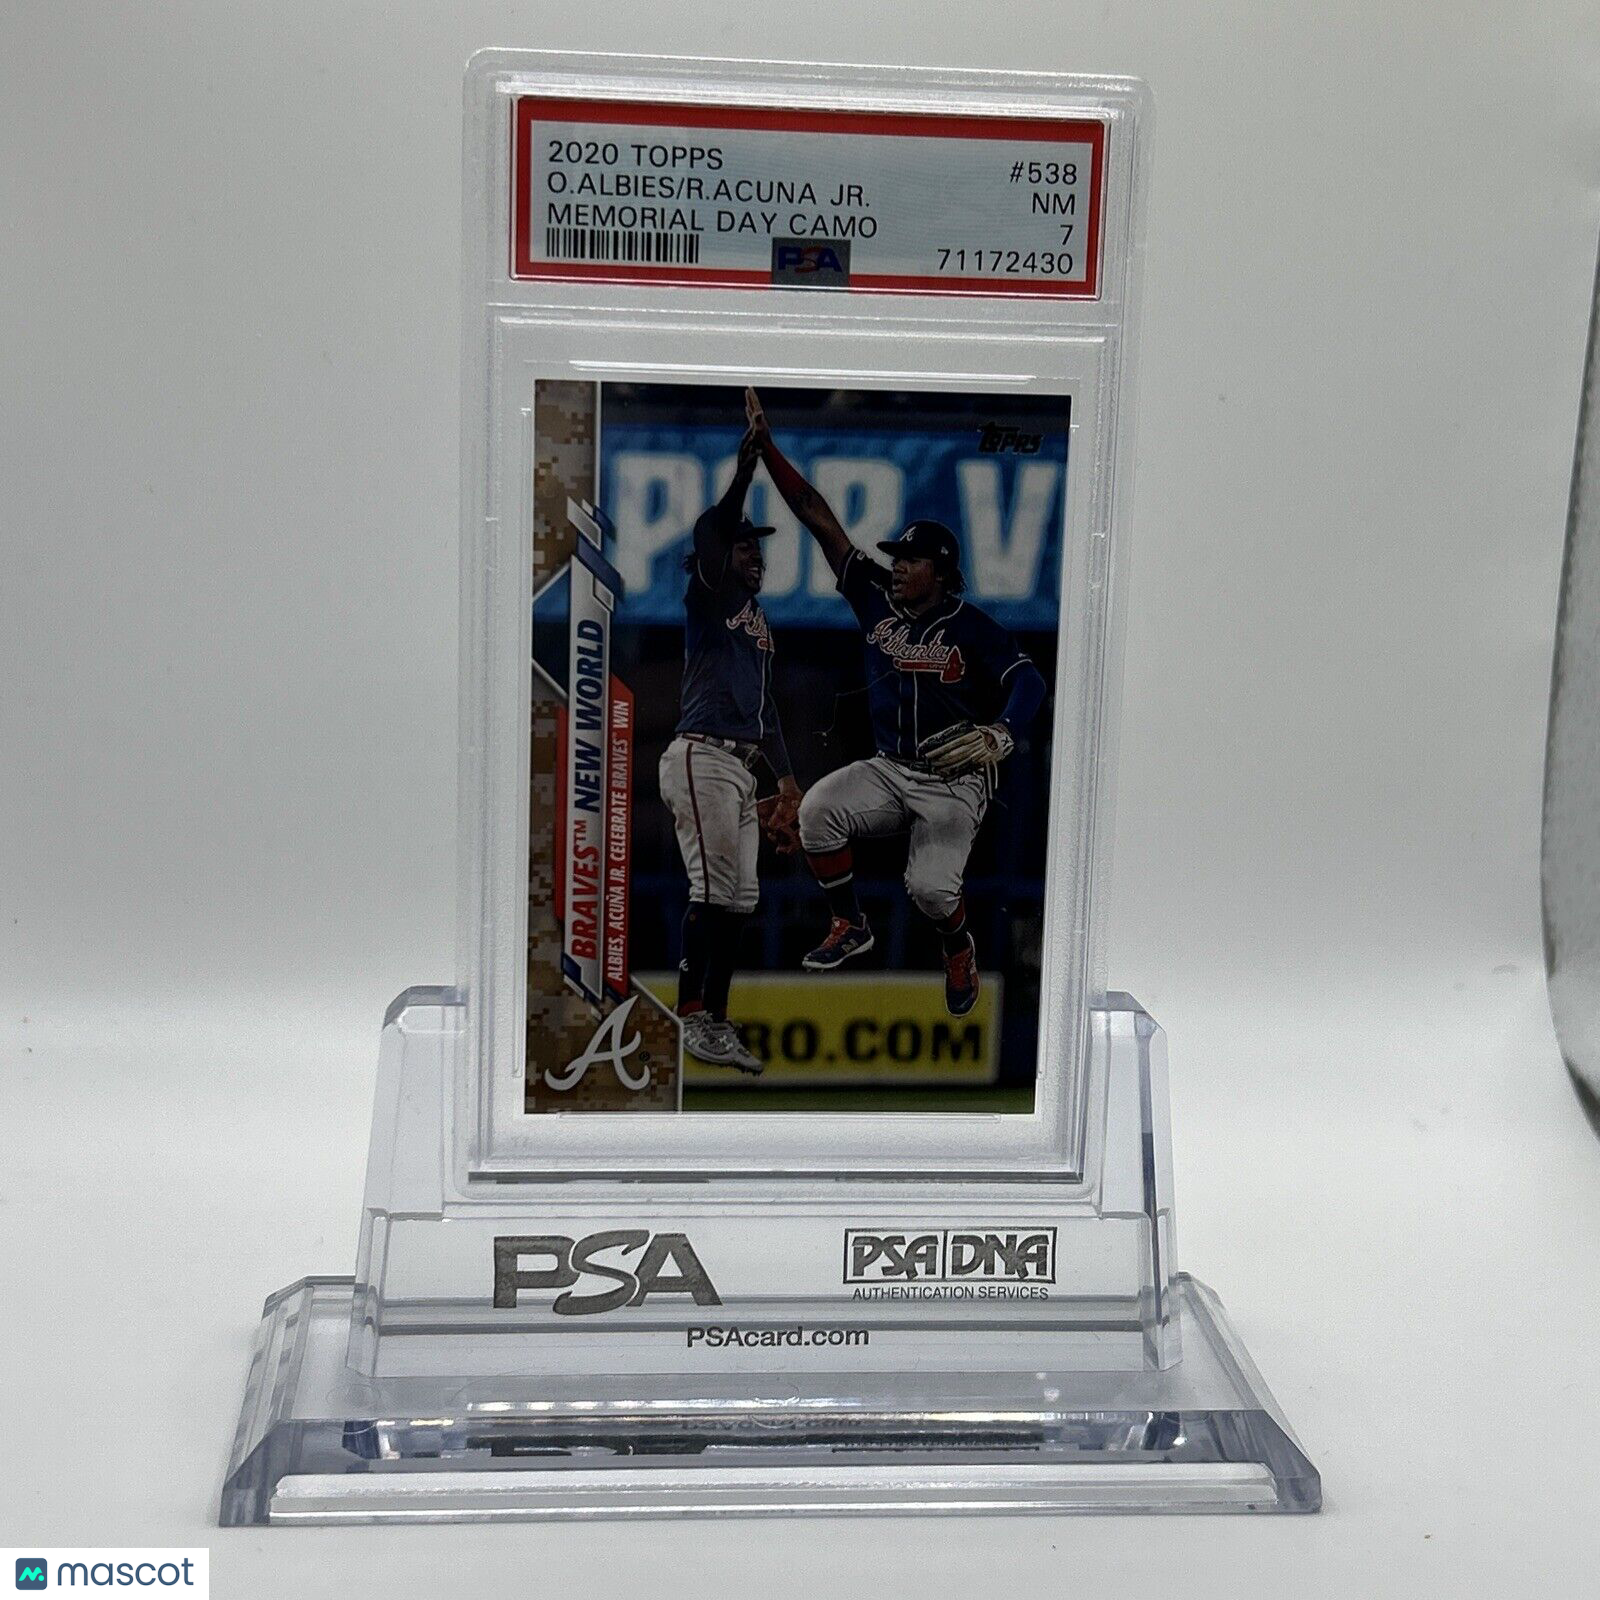 2020 TOPPS
#538
O.ALBIES/R.ACUNA JR.
NM
MEMORIAL DAY CAMO
7
PSA
71172430
TOPPS
POR V
BRAVES™ NEW WORLD
ALBIES, ACUÑA JR. CELEBRATE BRAVES™ WIN
Atlanta
A
RO.COM
PSA
PSA DNA
AUTHENTICATION SERVICES
PSAcard.com
mascot